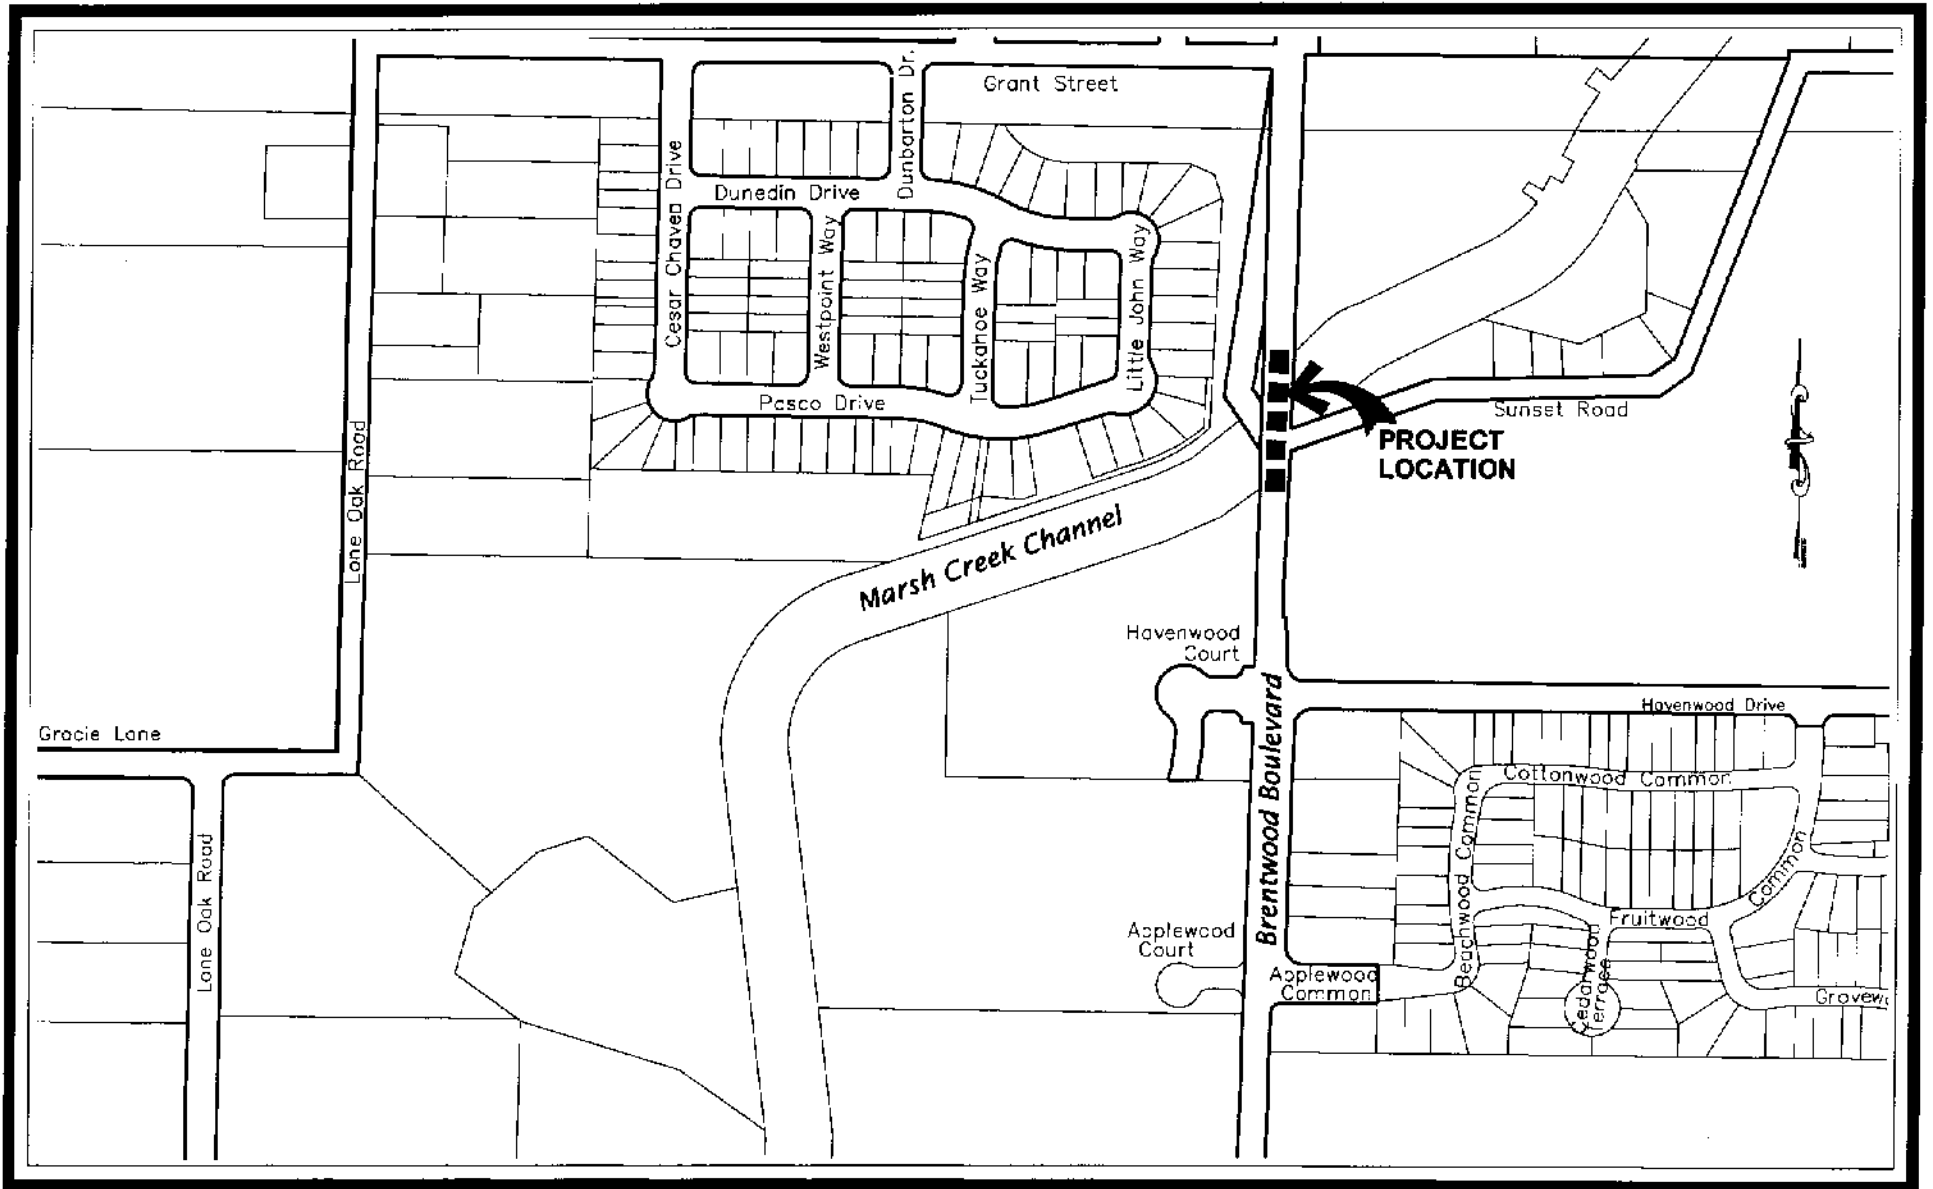 Grant Street
Dunbarton Dr.
Cesar Chavez Drive
Dunedin Drive
Westpoint Way
Tuckahoe Way
Little John Way
Pasco Drive
Sunset Road
PROJECT
LOCATION
Lone Oak Road
Marsh Creek Channel
Havenwood
Court
Brentwood Boulevard
Havenwood Drive
Gracie Lane
Cottonwood Common
Beachwood Common
Common
Fruitwood
Lone Oak Road
Applewood
Court
Applewood
Common
Cedarwood
Terrace
Grovewo